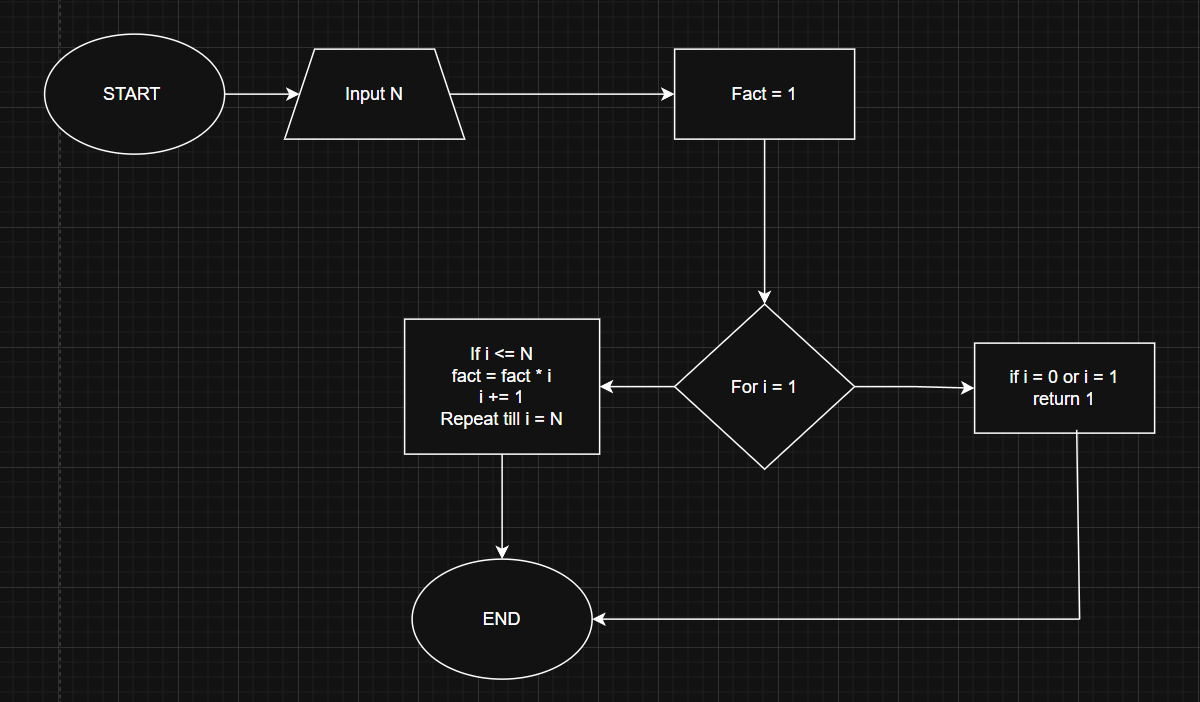 START
Input N
Fact = 1
If i <= N
fact = fact * i
i += 1
Repeat till i = N
For i = 1
if i = 0 or i = 1
return 1
END